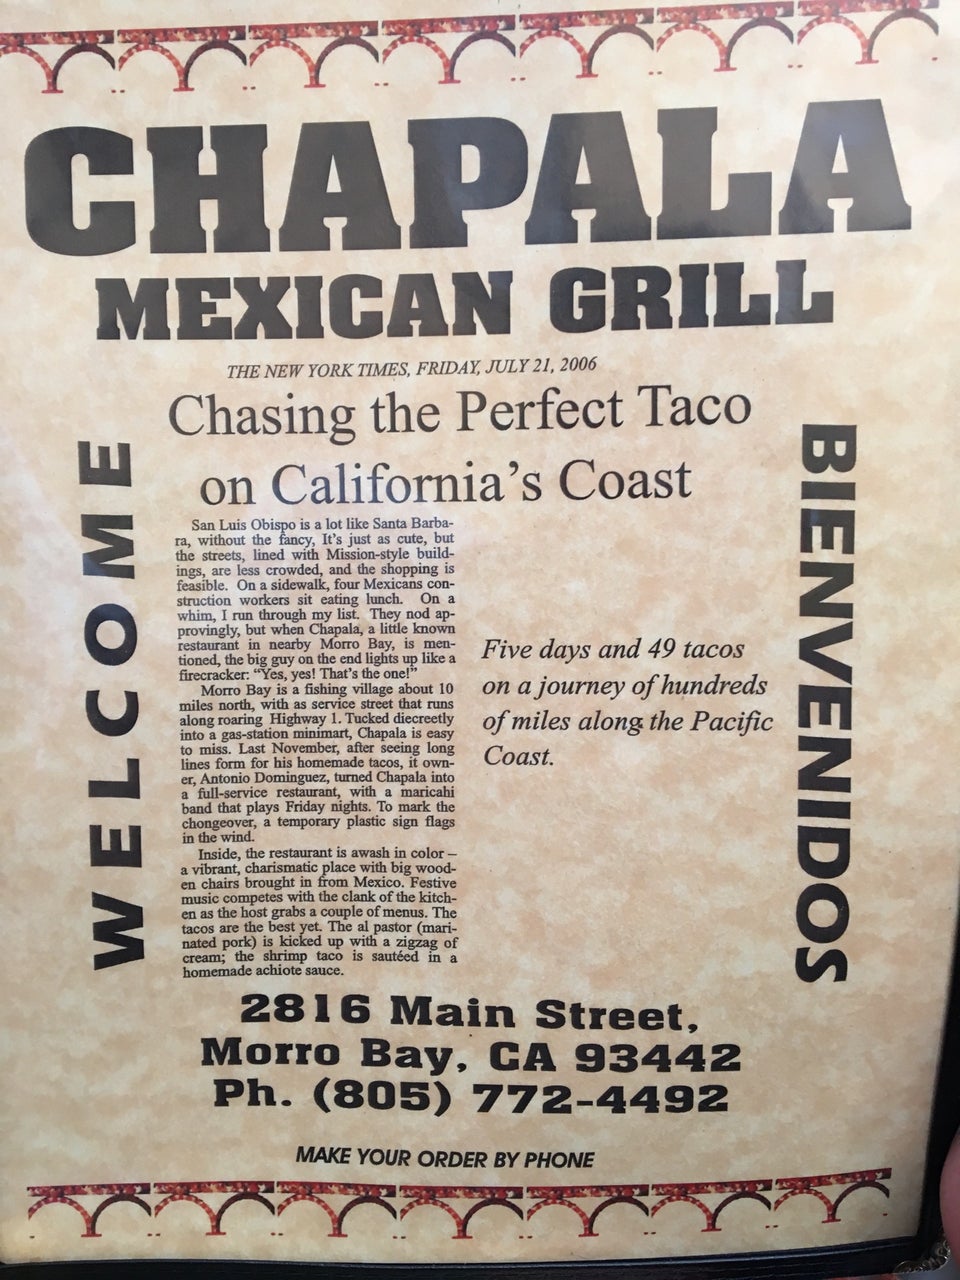 CHAPALA
MEXICAN GRILL
THE NEW YORK TIMES, FRIDAY, JULY 21, 2006
Chasing the Perfect Taco
on California's Coast
WELCOME
San Luis Obispo is a lot like Santa Barba-
ra, without the fancy, It's just as cute, but
the streets, lined with Mission-style build-
ings, are less crowded, and the shopping is
feasible. On a sidewalk, four Mexicans con-
struction workers sit eating lunch. On a
whim, I run through my list. They nod ap-
provingly, but when Chapala, a little known
restaurant in nearby Morro Bay, is men-
tioned, the big guy on the end lights up like a
firecracker: “Yes, yes! That's the one!”
Morro Bay is a fishing village about 10
miles north, with as service street that runs
along roaring Highway 1. Tucked diecreetly
into a gas-station minimart, Chapala is easy
to miss. Last November, after seeing long
lines form for his homemade tacos, it own-
er, Antonio Dominguez, turned Chapala into
a full-service restaurant, with a maricahi
band that plays Friday nights. To mark the
chongeover, a temporary plastic sign flags
in the wind.
Inside, the restaurant is awash in color –
a vibrant, charismatic place with big wood-
en chairs brought in from Mexico. Festive
music competes with the clank of the kitch-
en as the host grabs a couple of menus. The
tacos are the best yet. The al pastor (mari-
nated pork) is kicked up with a zigzag of
cream; the shrimp taco is sautéed in a
homemade achiote sauce.
Five days and 49 tacos
on a journey of hundreds
of miles along the Pacific
Coast.
BIENVENIDOS
2816 Main Street,
Morro Bay, CA 93442
Ph. (805) 772-4492
MAKE YOUR ORDER BY PHONE